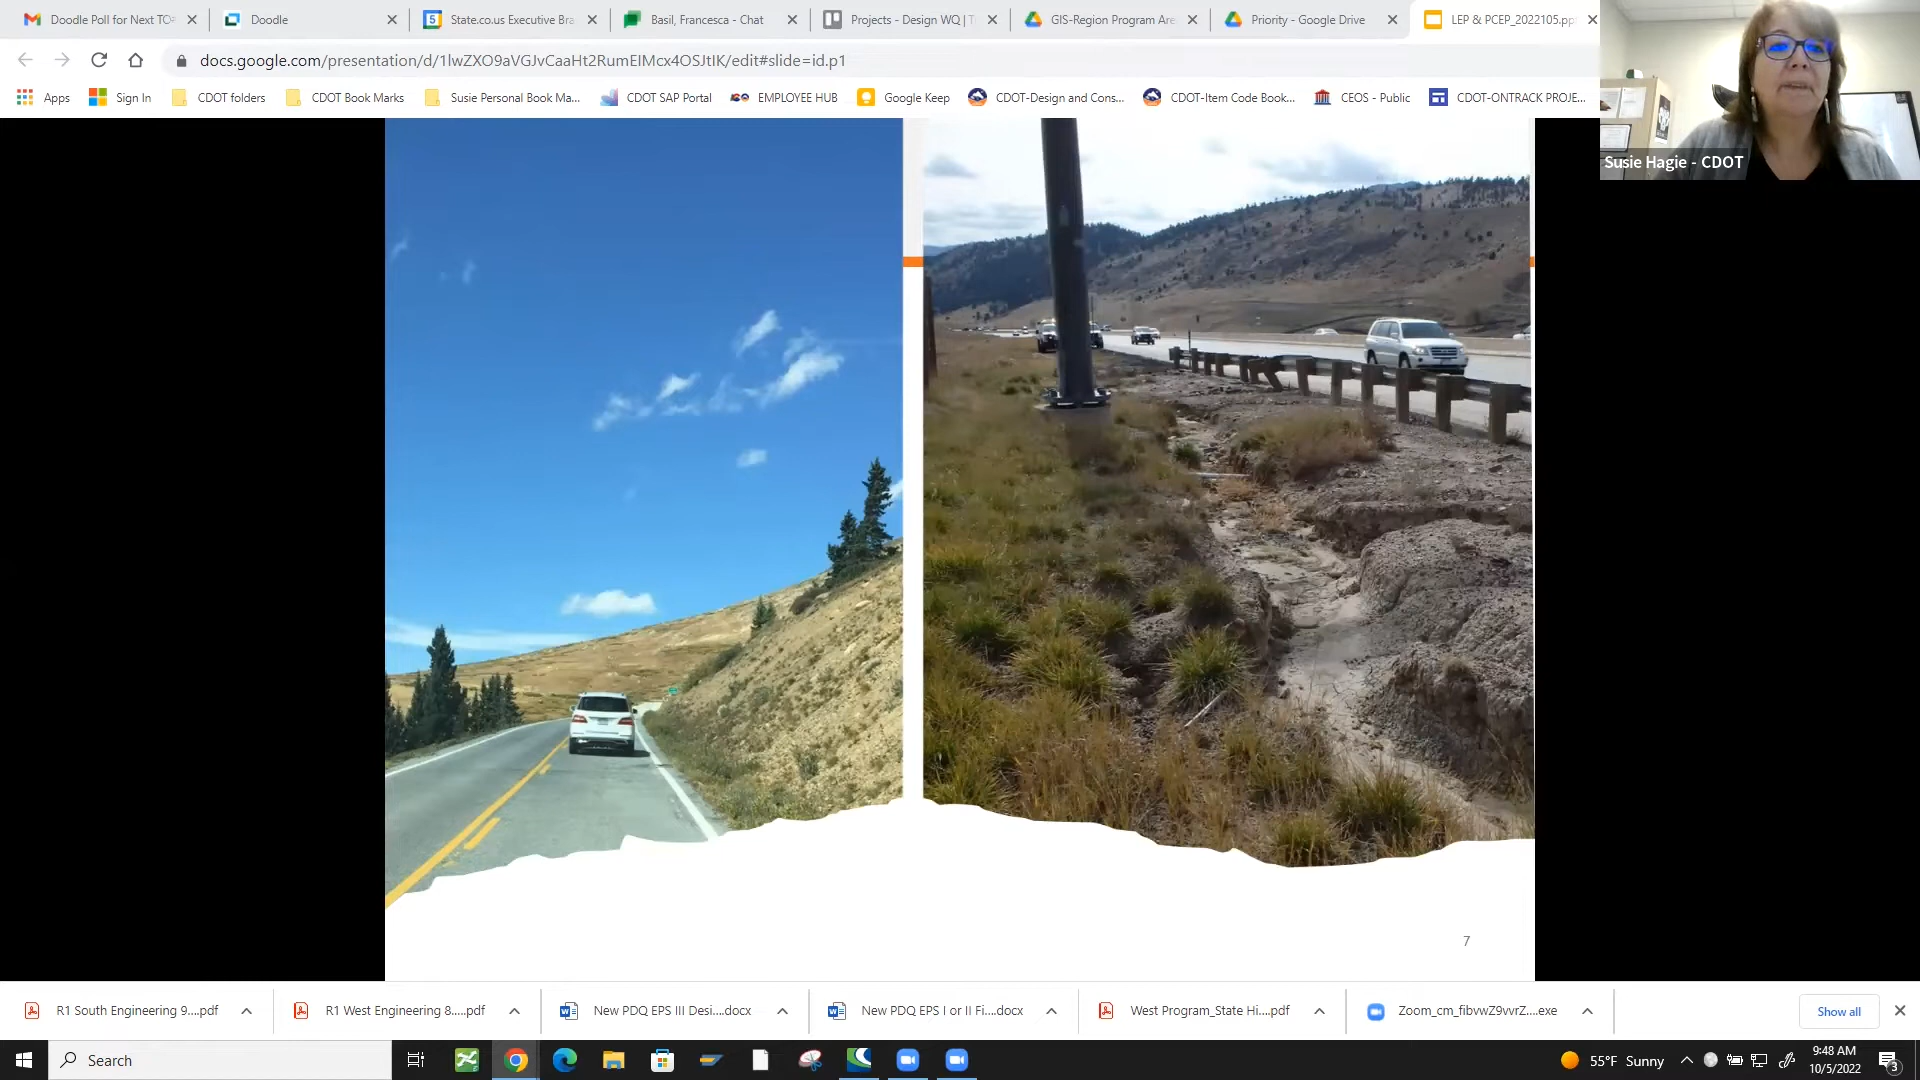 Doodle Poll for Next TO
Doodle
State.co.us Executive Bra
Basil, Francesca - Chat
Projects - Design WQ | T
GIS-Region Program Are
Priority - Google Drive
LEP & PCEP_2022105.pp
docs.google.com/presentation/d/1lwZXO9aVGJvCaaHt2RumEIMcx4OSJtIK/edit#slide=id.p1
Apps
Sign In
CDOT folders
CDOT Book Marks
Susie Personal Book Ma...
CDOT SAP Portal
EMPLOYEE HUB
Google Keep
CDOT-Design and Cons...
CDOT-Item Code Book...
CEOS - Public
CDOT-ONTRACK PROJE...
Susie Hagie - CDOT
7
R1 South Engineering 9....pdf
R1 West Engineering 8.....pdf
New PDQ EPS III Desi....docx
New PDQ EPS I or II Fi....docx
West Program_State Hi....pdf
Zoom_cm_fibvwZ9vvrZ....exe
Show all
Search
55°F Sunny
9:48 AM
10/5/2022
3